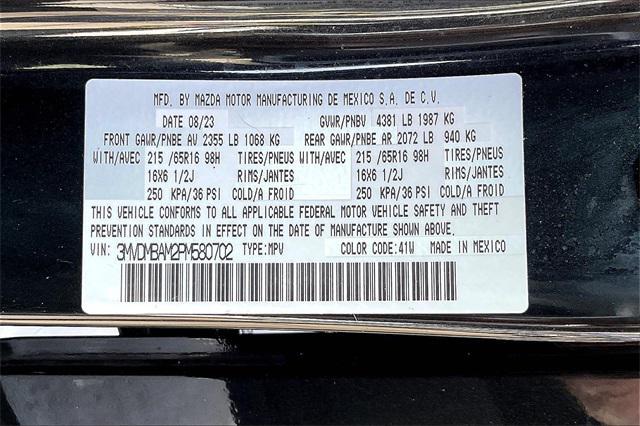 MFD. BY MAZDA MOTOR MANUFACTURING DE MEXICO S.A. DE C.V.
DATE 08/23 GVWR/PNBV 4381 LB 1987 KG
FRONT GAWR/PNBE AV 2355 LB 1068 KG REAR GAWR/PNBE AR 2072 LB 940 KG
WITH/AVEC 215 /65R16 98H TIRES/PNEUS WITH/AVEC 215 /65R16 98H TIRES/PNEUS
16X6 1/2J RIMS/JANTES 16X6 1/2J RIMS/JANTES
250 KPA/36 PSI COLD/A FROID 250 KPA/36 PSI COLD/A FROID
THIS VEHICLE CONFORMS TO ALL APPLICABLE FEDERAL MOTOR VEHICLE SAFETY AND THEFT
PREVENTION STANDARDS IN EFFECT ON THE DATE OF MANUFACTURE SHOWN ABOVE.
VIN: 3MVDMBAM2PM580702 TYPE:MPV COLOR CODE:41W MADE IN MEXICO